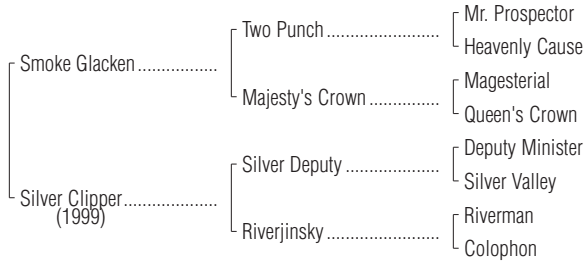 Mr. Prospector
Two Punch ......................
Heavenly Cause
Smoke Glacken ................
Magesterial
Majesty's Crown ..............
Queen's Crown
Deputy Minister
Silver Deputy ...................
Silver Valley
Silver Clipper ...................
(1999)
Riverman
Riverjinsky .......................
Colophon